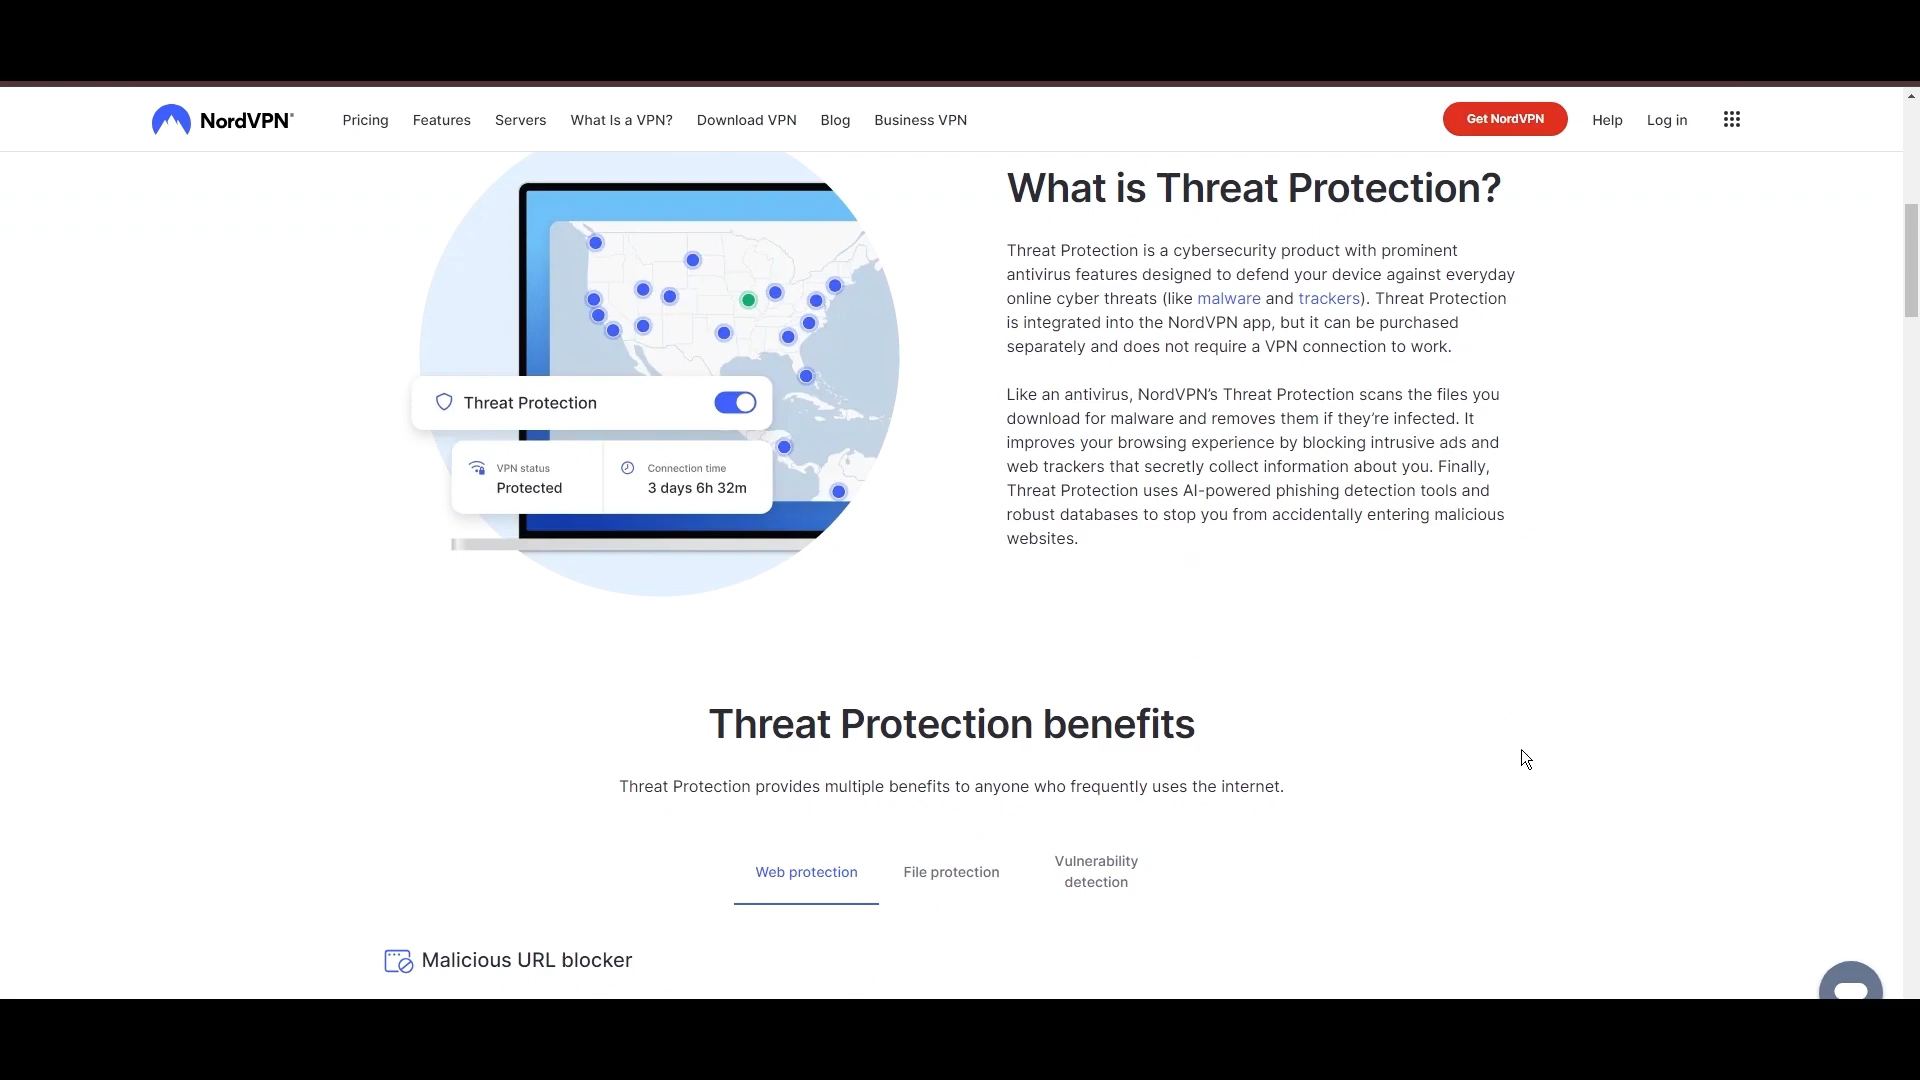 NordVPN®
Pricing
Features
Servers
What Is a VPN?
Download VPN
Blog
Business VPN
Get NordVPN
Help
Log in
What is Threat Protection?
Threat Protection is a cybersecurity product with prominent
antivirus features designed to defend your device against everyday
online cyber threats (like malware and trackers). Threat Protection
is integrated into the NordVPN app, but it can be purchased
separately and does not require a VPN connection to work.
Like an antivirus, NordVPN’s Threat Protection scans the files you
download for malware and removes them if they’re infected. It
improves your browsing experience by blocking intrusive ads and
web trackers that secretly collect information about you. Finally,
Threat Protection uses AI-powered phishing detection tools and
robust databases to stop you from accidentally entering malicious
websites.
Threat Protection
VPN status
Protected
Connection time
3 days 6h 32m
Threat Protection benefits
Threat Protection provides multiple benefits to anyone who frequently uses the internet.
Web protection
File protection
Vulnerability
detection
Malicious URL blocker